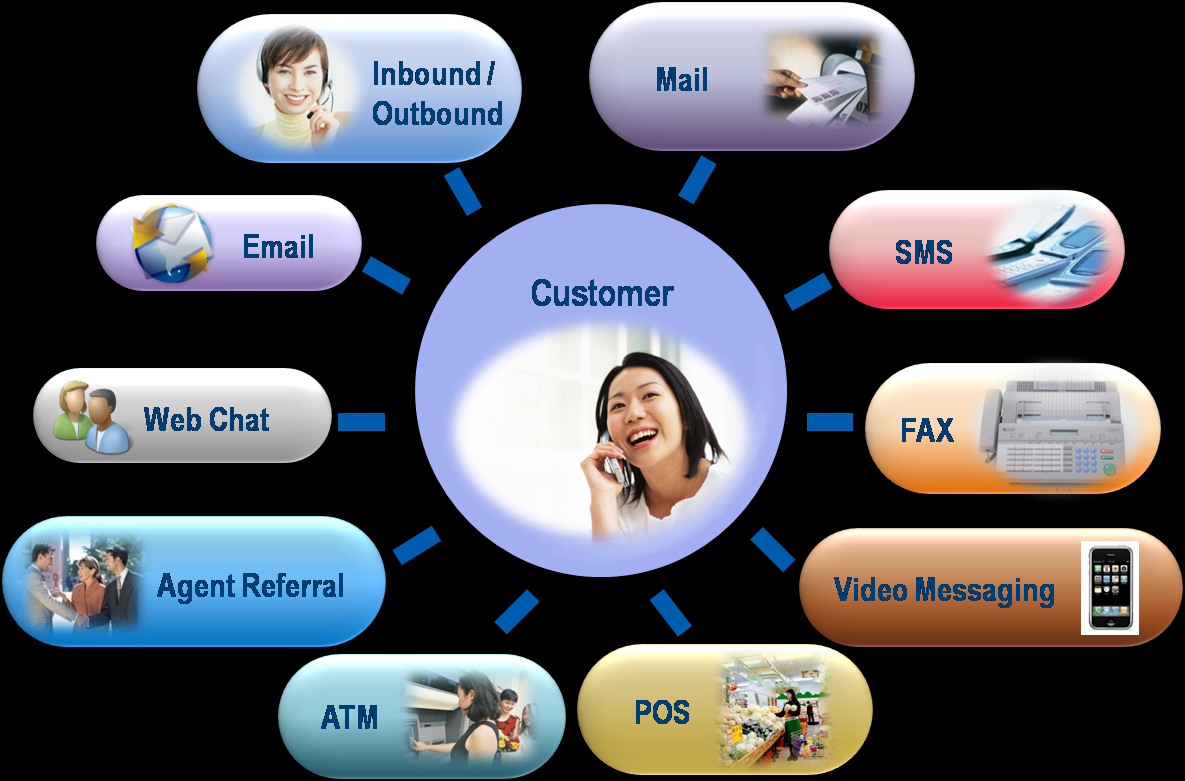 Inbound /
Outbound
Mail
Email
SMS
Customer
Web Chat
FAX
Agent Referral
Video Messaging
ATM
POS